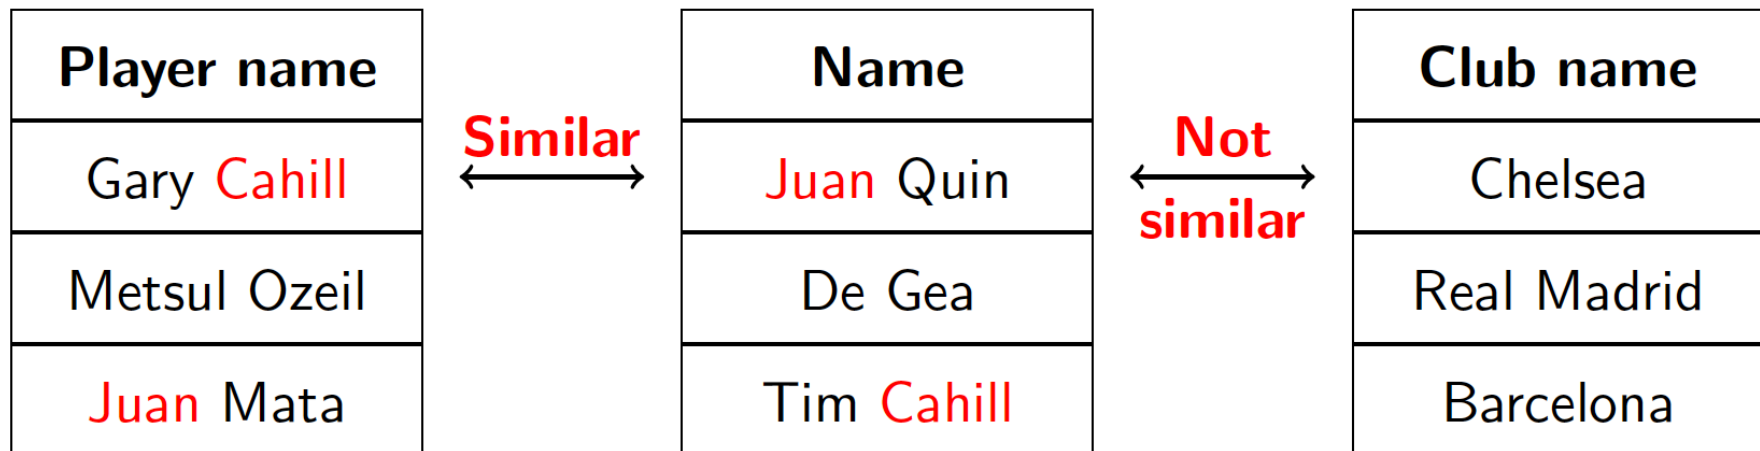 Player name
Gary Cahill
Metsul Ozeil
Juan Mata
Similar
Name
Juan Quin
De Gea
Tim Cahill
Not
similar
Club name
Chelsea
Real Madrid
Barcelona